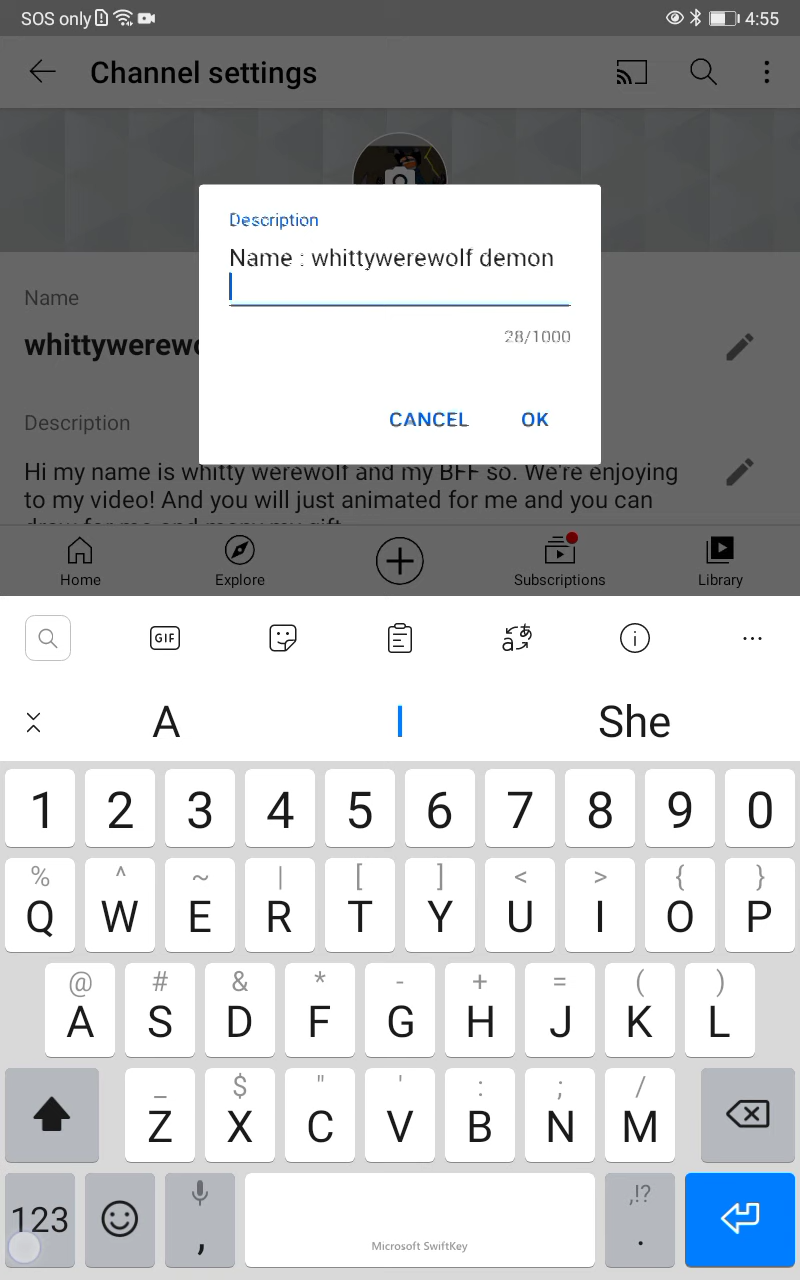 SOS only 4:55
Channel settings
Description
Name : whittywerewolf demon
28/1000
CANCEL OK
Name
whittywerew
Description
Hi my name is whitty werewolf and my BFF so. We're enjoying
to my video! And you will just animated for me and you can
Home Explore Subscriptions Library
GIF
A I She
1 2 3 4 5 6 7 8 9 0
% ^ ~ | [ ] < > { }
Q W E R T Y U I O P
@ # & * - + = ( )
A S D F G H J K L
_ $ " ' : ; /
Z X C V B N M
,!?
123 , Microsoft SwiftKey .